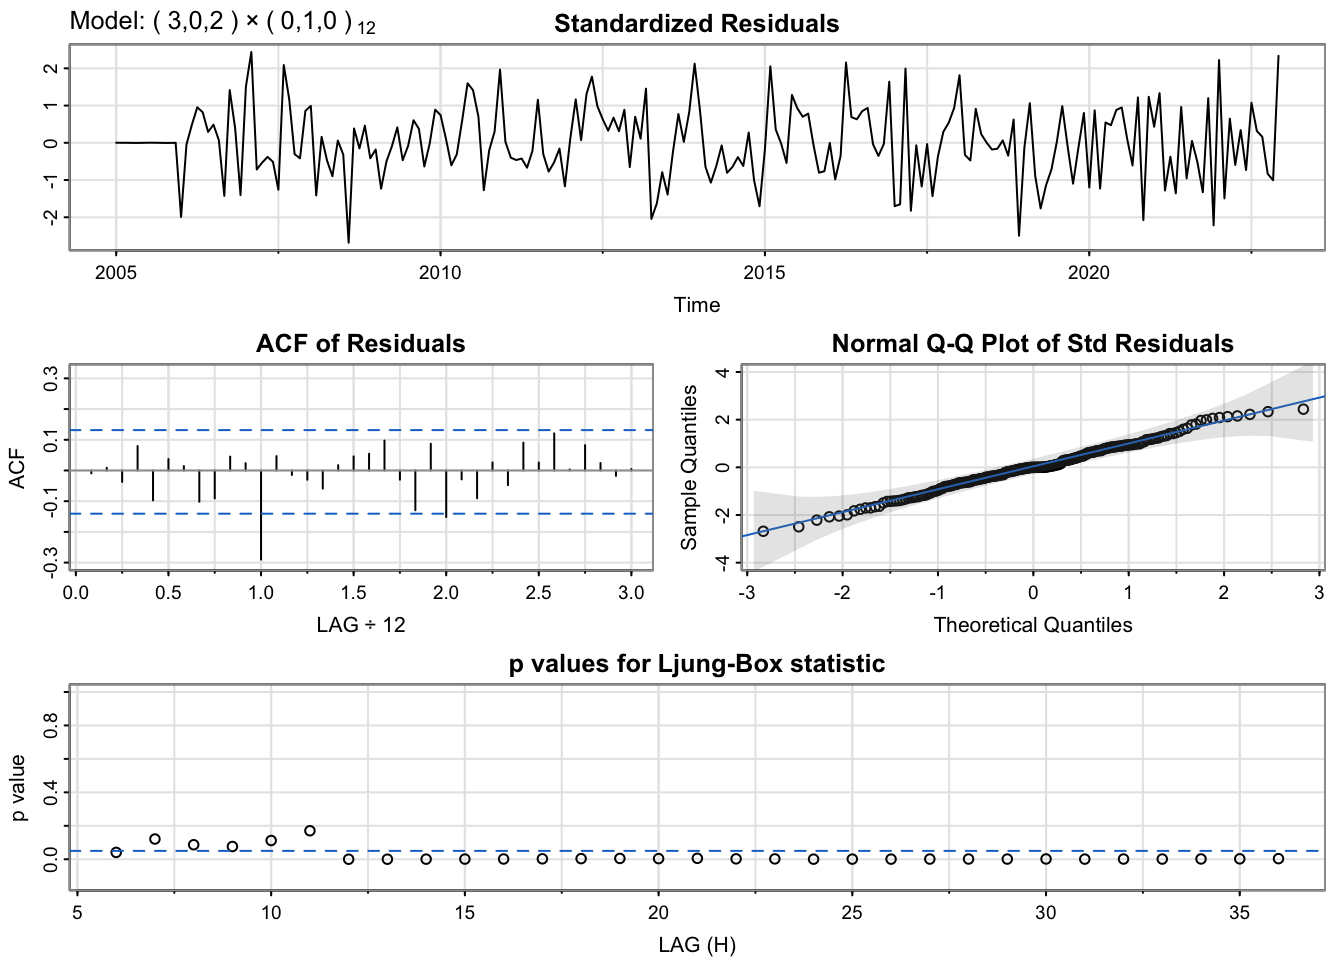 Model: ( 3,0,2 ) × ( 0,1,0 ) 12
Standardized Residuals
2
1
0
-1
-2
2005 2010 2015 2020
Time
ACF of Residuals
ACF
0.3
0.1
-0.1
-0.3
0.0 0.5 1.0 1.5 2.0 2.5 3.0
LAG ÷ 12
Normal Q-Q Plot of Std Residuals
Sample Quantiles
4
2
0
-2
-4
-3 -2 -1 0 1 2 3
Theoretical Quantiles
p values for Ljung-Box statistic
p value
0.8
0.4
0.0
5 10 15 20 25 30 35
LAG (H)